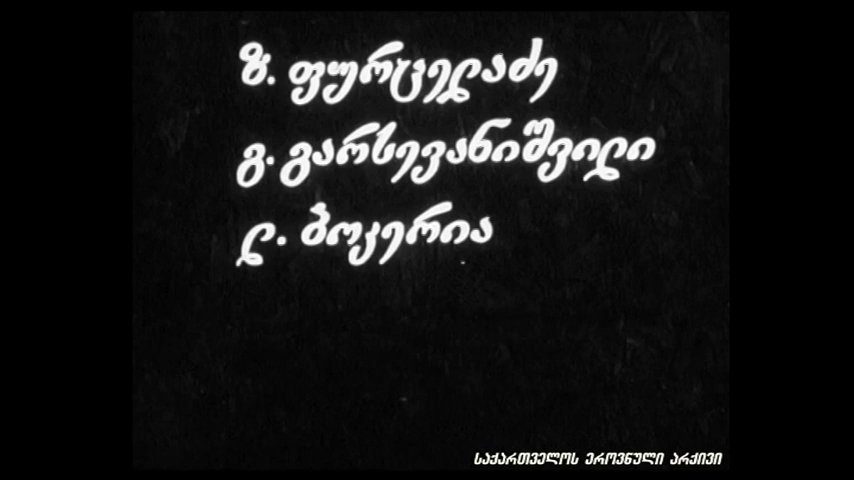 ზ. ფურცელაძე
გ. გარსევანიშვილი
ლ. ბოკერია
საქართველოს ეროვნული არქივი